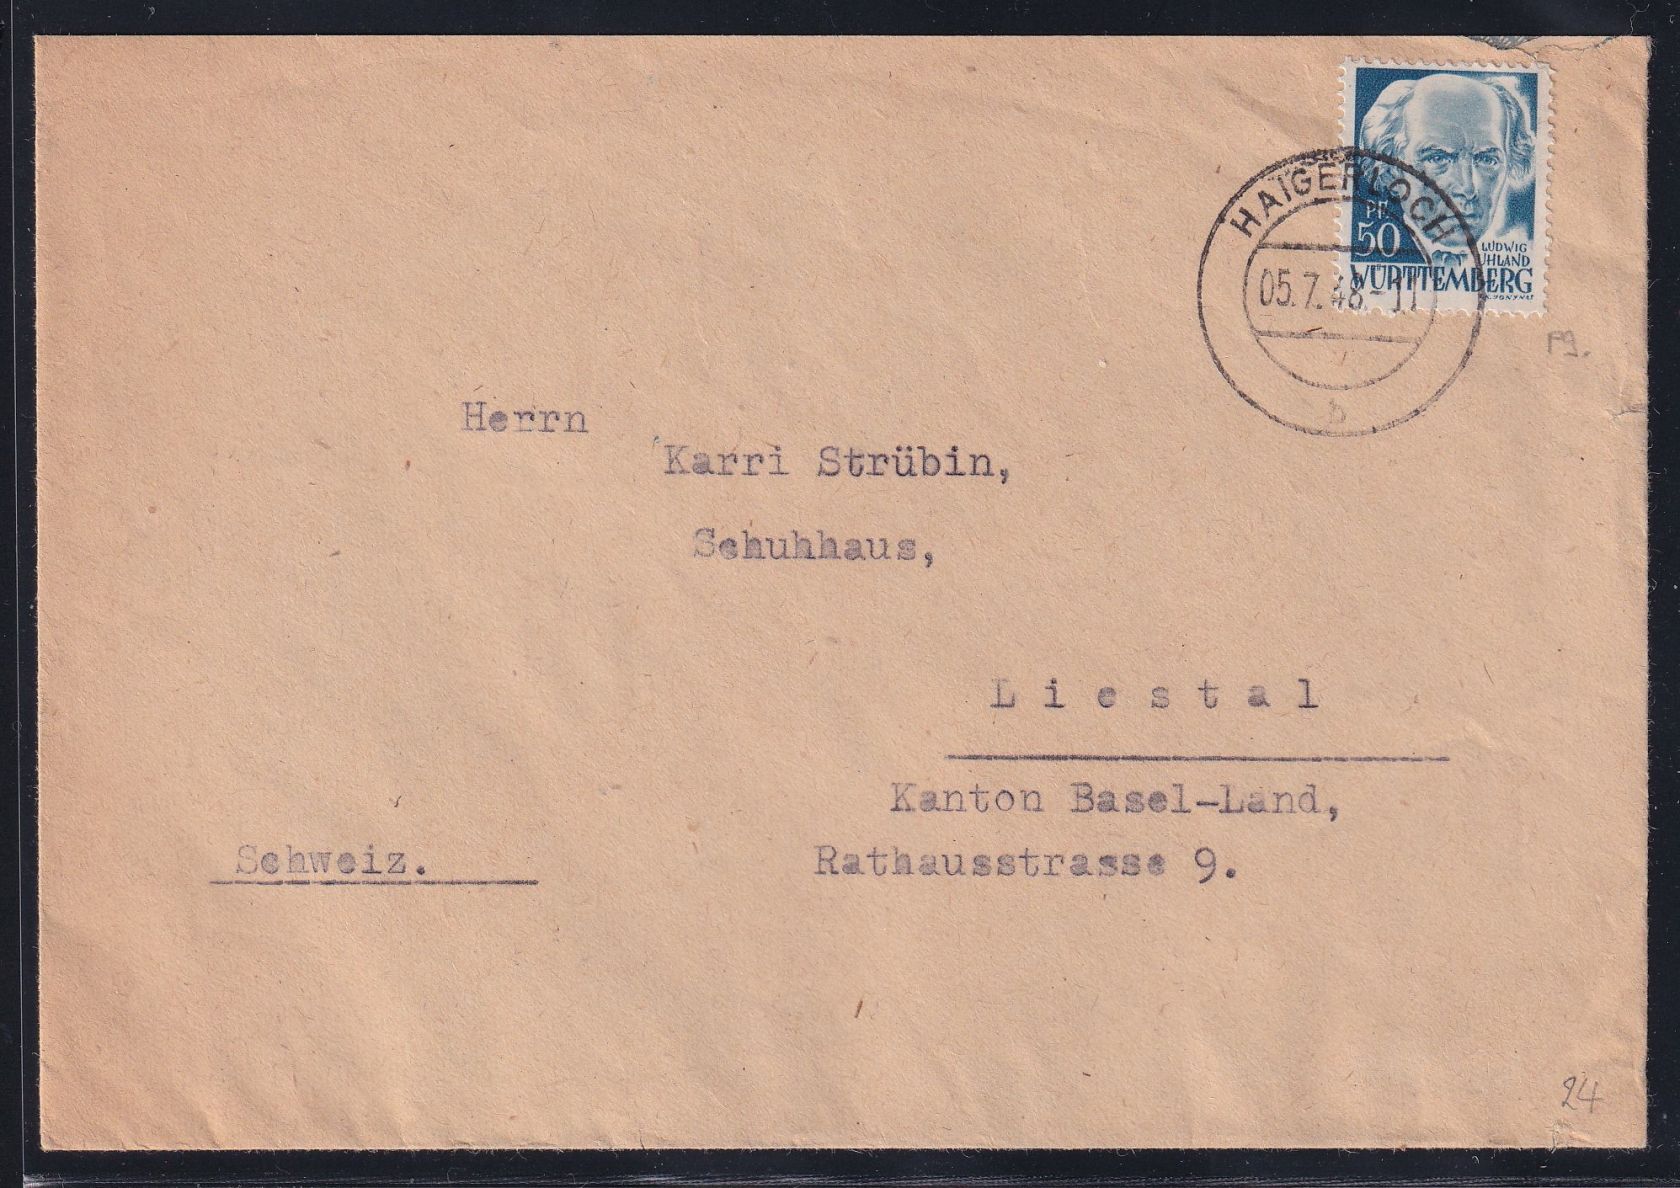 PF
50
LUDWIG
UHLAND
WÜRTTEMBERG
HAIGERLOCH
05.7.48.-11
b
Herrn
Karri Strübin,
Schuhhaus,
Liestal
Kanton Basel-Land,
Schweiz.
Rathausstrasse 9.
24